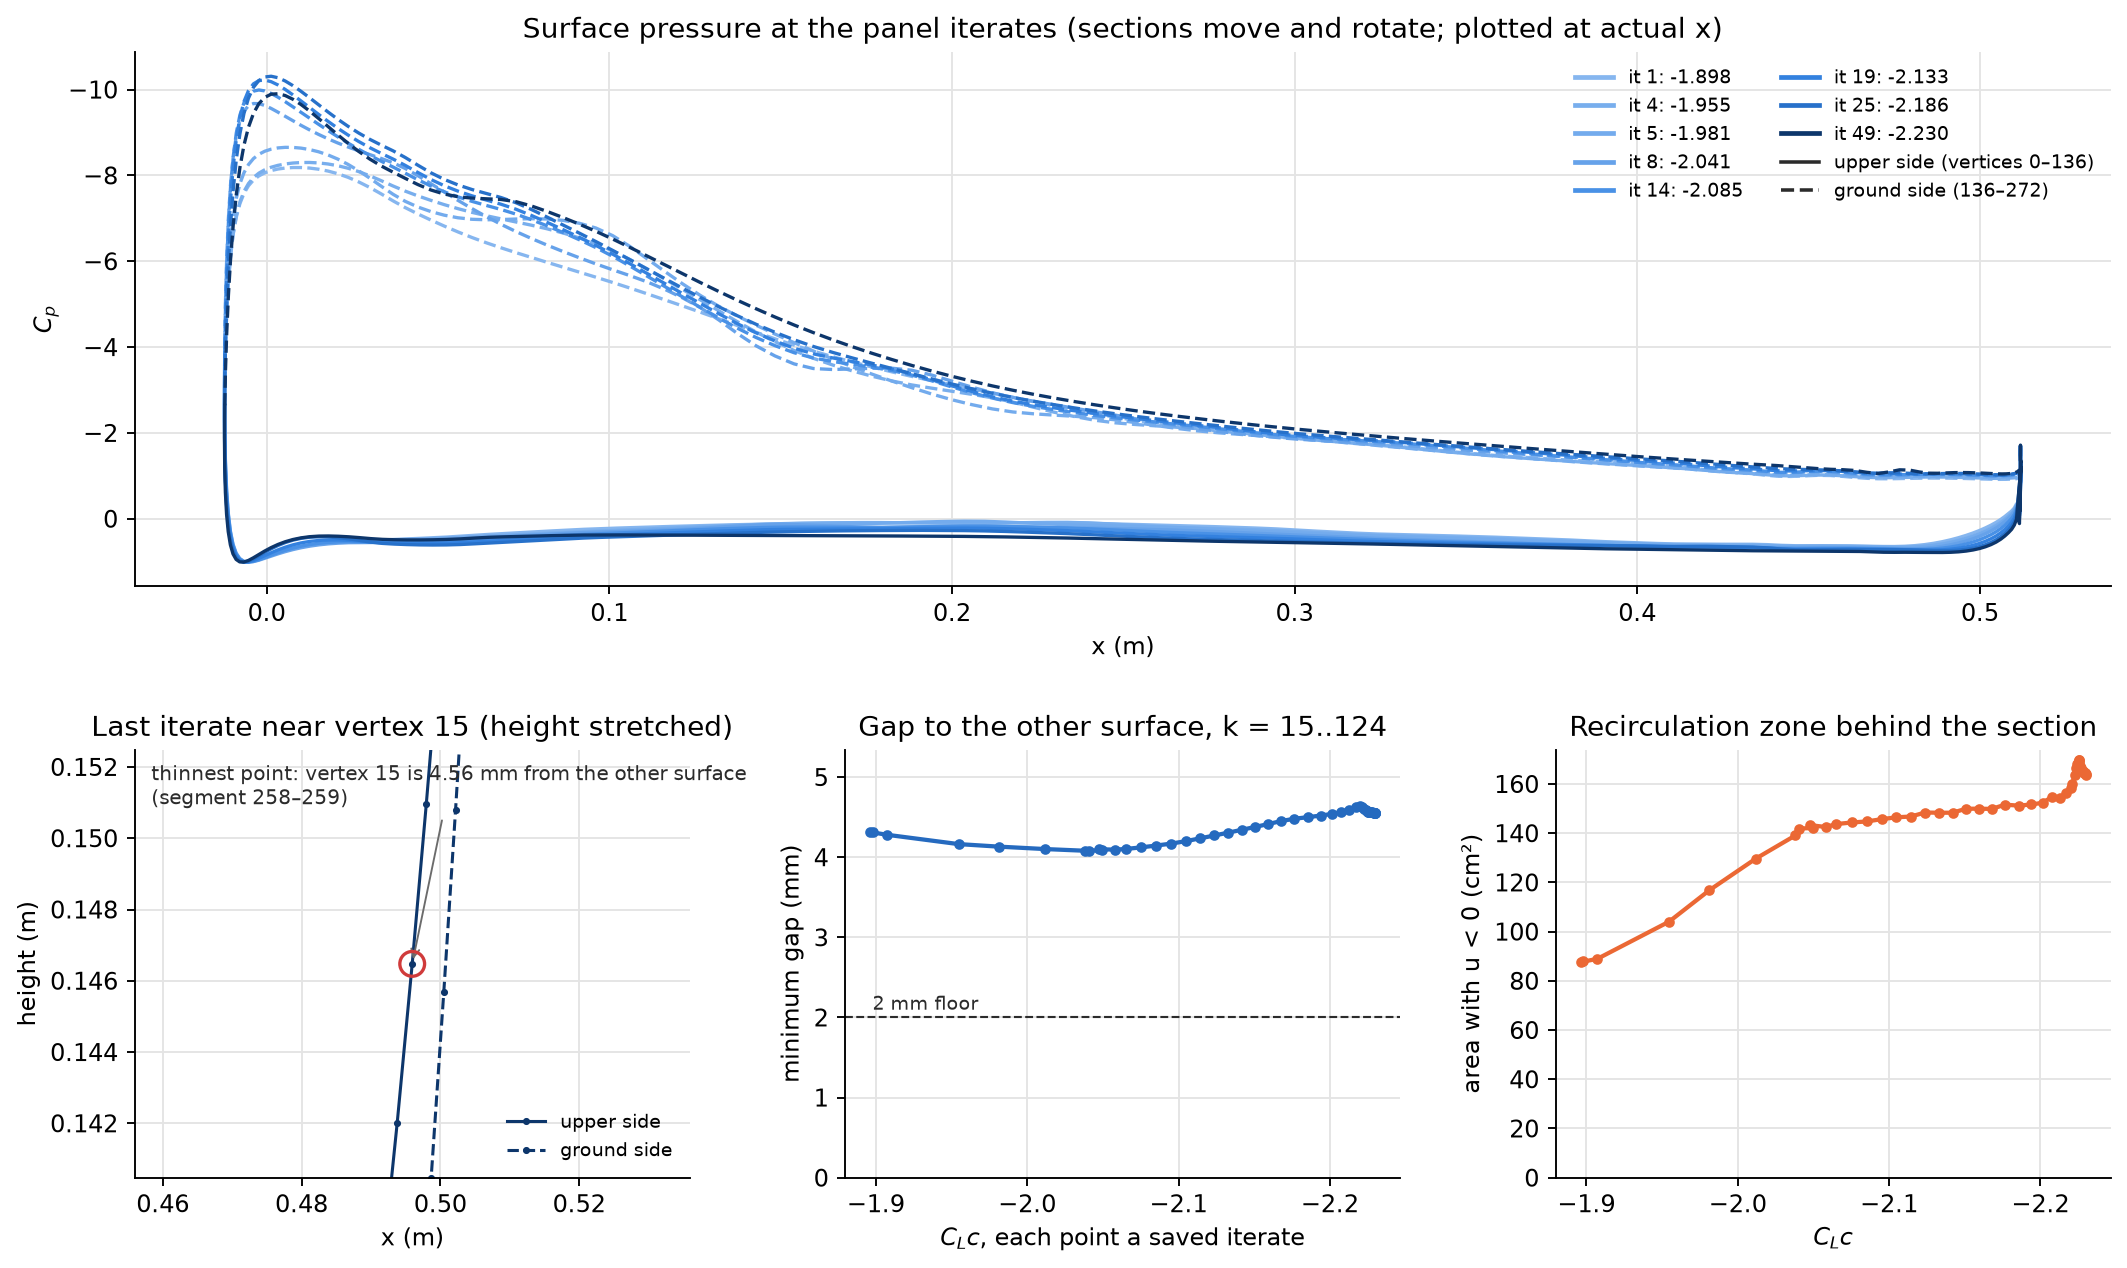 Surface pressure at the panel iterates (sections move and rotate; plotted at actual x)
−10
−8
−6
−4
−2
0
C_p
it 1: -1.898
it 4: -1.955
it 5: -1.981
it 8: -2.041
it 14: -2.085
it 19: -2.133
it 25: -2.186
it 49: -2.230
upper side (vertices 0–136)
ground side (136–272)
0.0
0.1
0.2
0.3
0.4
0.5
x (m)
Last iterate near vertex 15 (height stretched)
0.152
0.150
0.148
0.146
0.144
0.142
height (m)
thinnest point: vertex 15 is 4.56 mm from the other surface
(segment 258–259)
upper side
ground side
0.46
0.48
0.50
0.52
x (m)
Gap to the other surface, k = 15..124
5
4
3
2
1
0
minimum gap (mm)
2 mm floor
−1.9
−2.0
−2.1
−2.2
C_Lc, each point a saved iterate
Recirculation zone behind the section
160
140
120
100
80
60
40
20
0
area with u < 0 (cm²)
−1.9
−2.0
−2.1
−2.2
C_Lc